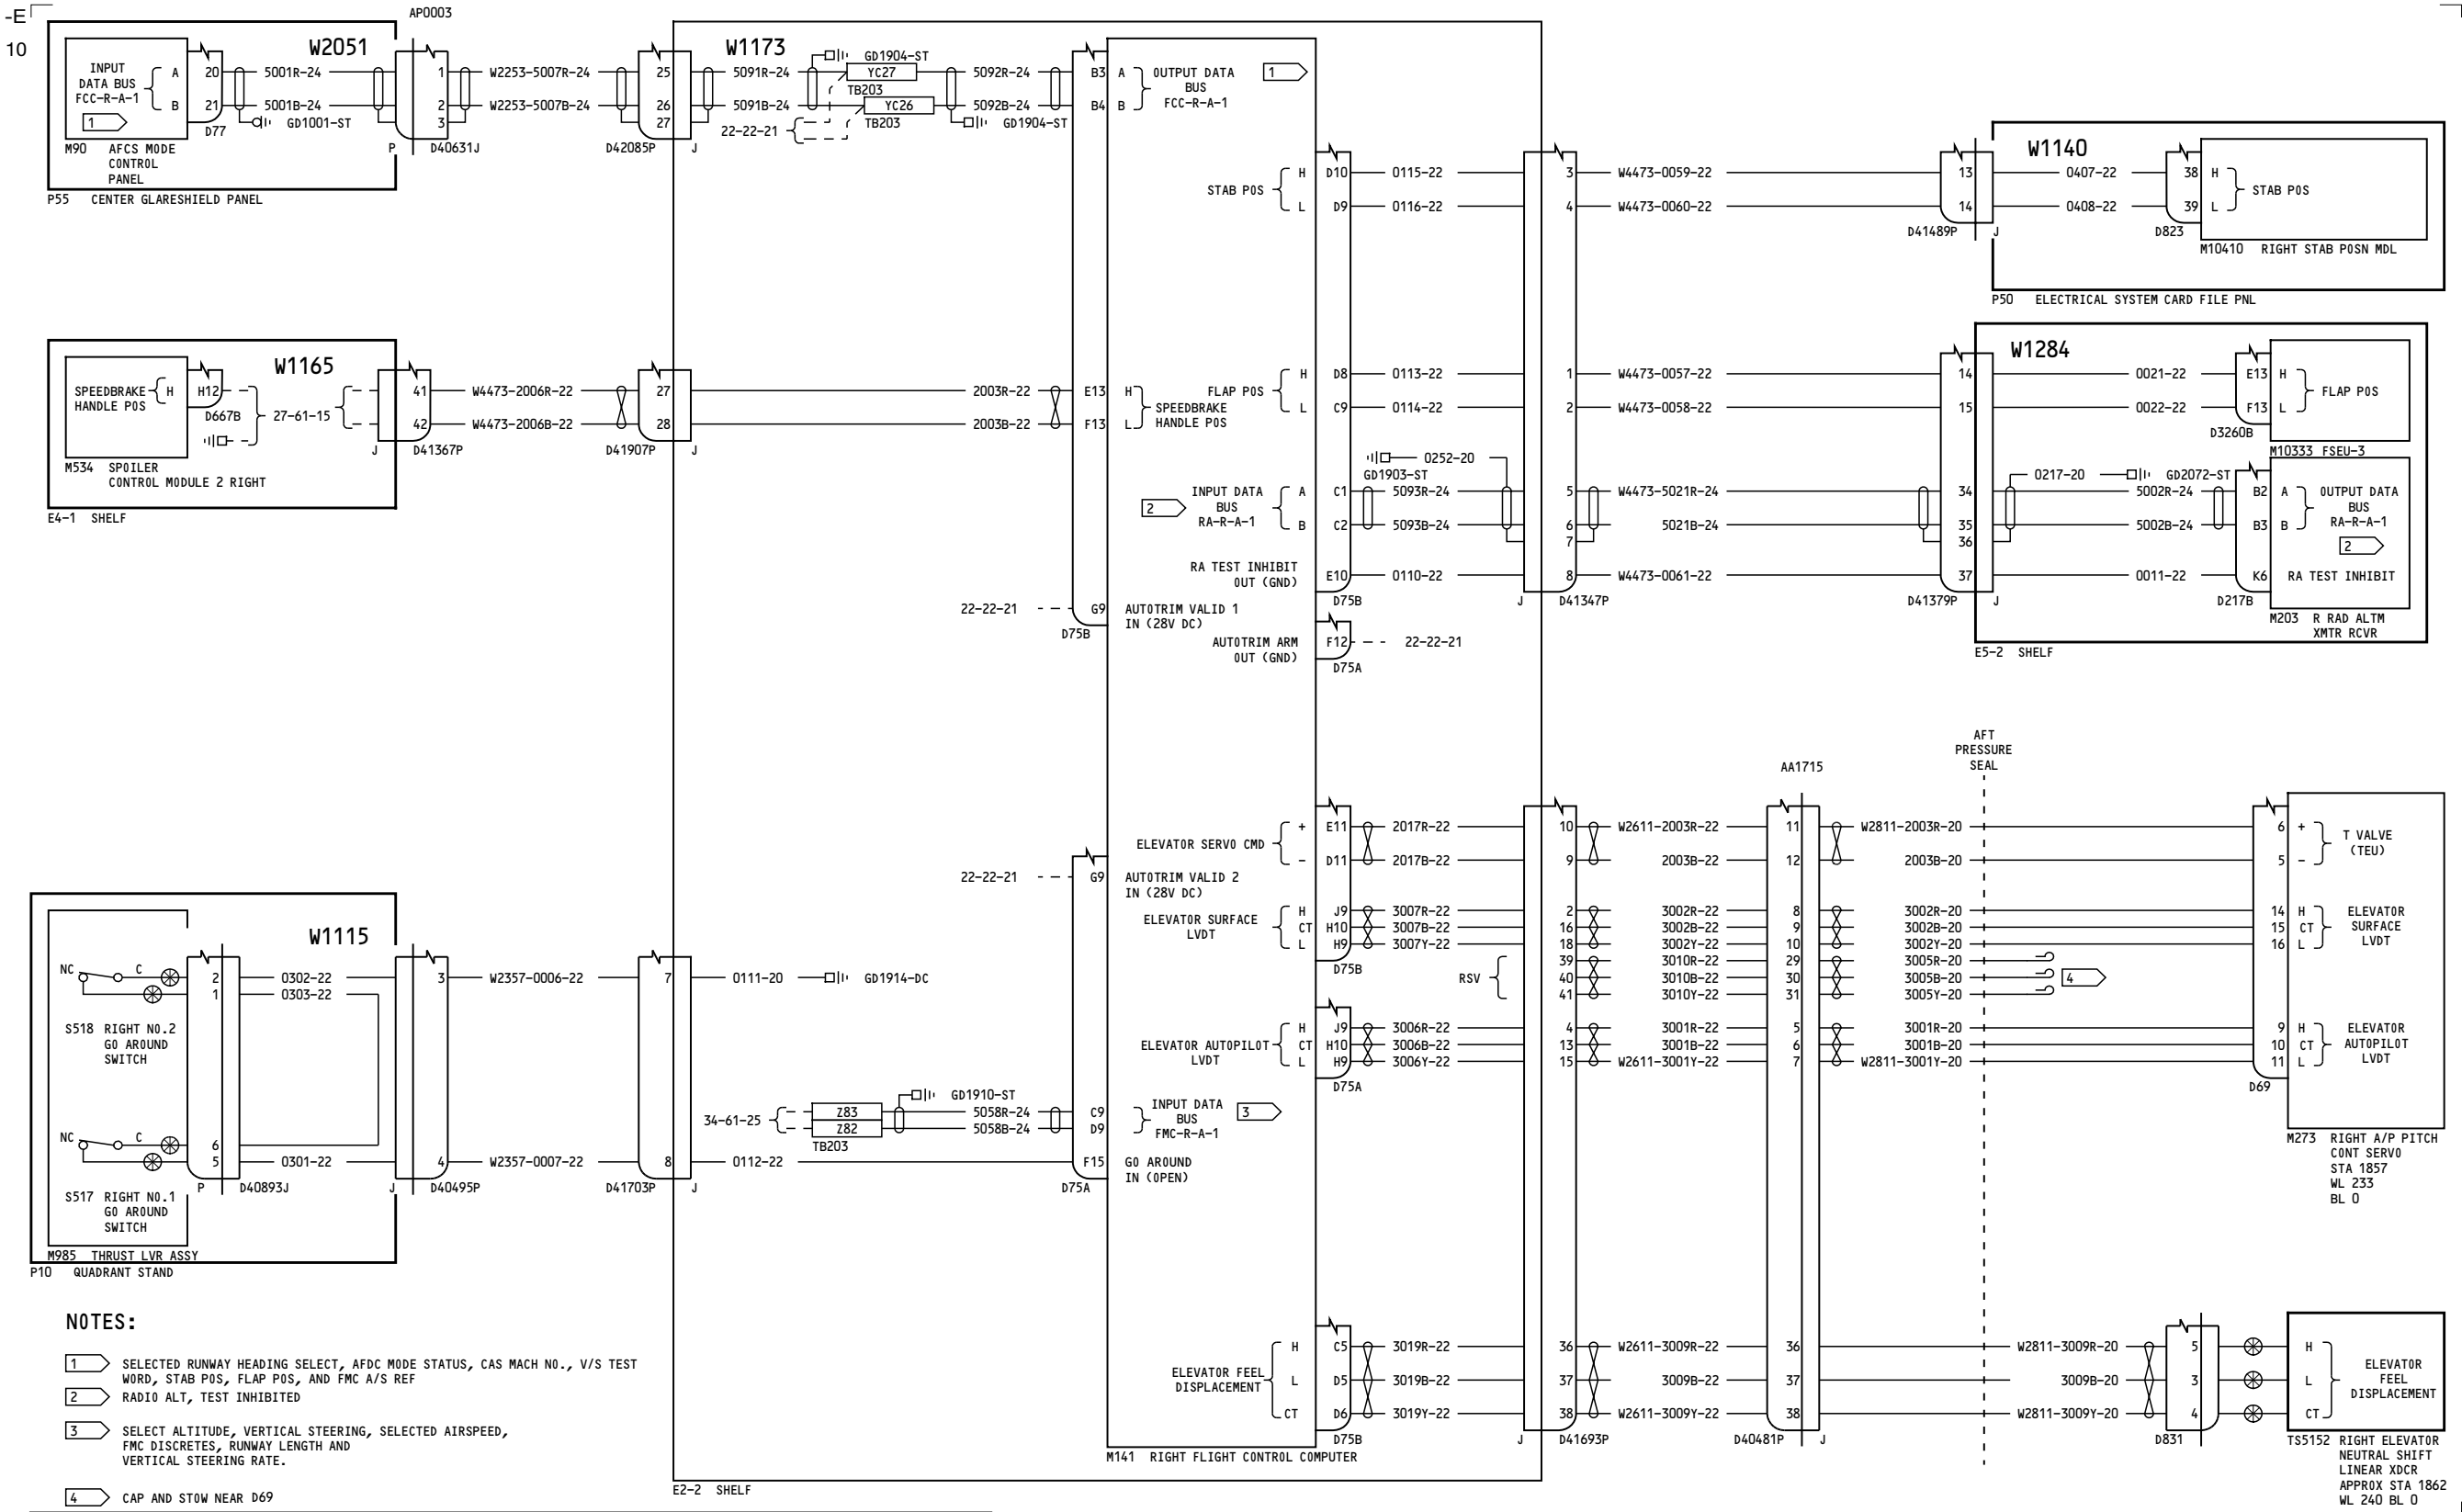 -E
10
AP0003
W2051
INPUT
DATA BUS
FCC-R-A-1
A
B
1
20
21
D77
5001R-24
5001B-24
GD1001-ST
M90 AFCS MODE
CONTROL
PANEL
P55 CENTER GLARESHIELD PANEL
1
2
3
P
D40631J
W2253-5007R-24
W2253-5007B-24
25
26
27
D42085P
J
W1173
5091R-24
5091B-24
GD1904-ST
YC27
TB203
YC26
TB203
22-22-21
5092R-24
5092B-24
GD1904-ST
B3
B4
A
B
OUTPUT DATA
BUS
FCC-R-A-1
1
STAB POS
H
L
D10
D9
0115-22
0116-22
3
4
W4473-0059-22
W4473-0060-22
13
14
D41489P
J
W1140
0407-22
0408-22
38
39
D823
H
L
STAB POS
M10410 RIGHT STAB POSN MDL
P50 ELECTRICAL SYSTEM CARD FILE PNL
W1165
SPEEDBRAKE
HANDLE POS
H
H12
D667B
27-61-15
M534 SPOILER
CONTROL MODULE 2 RIGHT
E4-1 SHELF
41
42
J
D41367P
W4473-2006R-22
W4473-2006B-22
27
28
D41907P
J
2003R-22
2003B-22
E13
F13
H
L
SPEEDBRAKE
HANDLE POS
FLAP POS
H
L
D8
C9
0113-22
0114-22
1
2
W4473-0057-22
W4473-0058-22
14
15
W1284
0021-22
0022-22
E13
F13
D3260B
H
L
FLAP POS
M10333 FSEU-3
2
INPUT DATA
BUS
RA-R-A-1
A
B
C1
C2
0252-20
GD1903-ST
5093R-24
5093B-24
5
6
7
W4473-5021R-24
5021B-24
34
35
36
0217-20
GD2072-ST
5002R-24
5002B-24
B2
B3
A
B
OUTPUT DATA
BUS
RA-R-A-1
2
RA TEST INHIBIT
OUT (GND)
E10
D75B
0110-22
8
J
D41347P
W4473-0061-22
37
D41379P
J
0011-22
K6
D217B
RA TEST INHIBIT
M203 R RAD ALTM
XMTR RCVR
E5-2 SHELF
22-22-21
G9
D75B
AUTOTRIM VALID 1
IN (28V DC)
AUTOTRIM ARM
OUT (GND)
F12
D75A
22-22-21
AFT
PRESSURE
SEAL
AA1715
ELEVATOR SERVO CMD
+
-
E11
D11
2017R-22
2017B-22
10
9
W2611-2003R-22
2003B-22
11
12
W2811-2003R-20
2003B-20
6
5
+
-
T VALVE
(TEU)
22-22-21
G9
AUTOTRIM VALID 2
IN (28V DC)
ELEVATOR SURFACE
LVDT
H
CT
L
J9
H10
H9
D75B
3007R-22
3007B-22
3007Y-22
2
16
18
3002R-22
3002B-22
3002Y-22
8
9
10
3002R-20
3002B-20
3002Y-20
14
15
16
H
CT
L
ELEVATOR
SURFACE
LVDT
RSV
39
40
41
3010R-22
3010B-22
3010Y-22
29
30
31
3005R-20
3005B-20
3005Y-20
4
ELEVATOR AUTOPILOT
LVDT
H
CT
L
J9
H10
H9
D75A
3006R-22
3006B-22
3006Y-22
4
13
15
3001R-22
3001B-22
W2611-3001Y-22
5
6
7
3001R-20
3001B-20
W2811-3001Y-20
9
10
11
D69
H
CT
L
ELEVATOR
AUTOPILOT
LVDT
M273 RIGHT A/P PITCH
CONT SERVO
STA 1857
WL 233
BL 0
W1115
NC
C
2
1
0302-22
0303-22
S518 RIGHT NO.2
GO AROUND
SWITCH
3
W2357-0006-22
7
0111-20
GD1914-DC
34-61-25
Z83
Z82
TB203
GD1910-ST
5058R-24
5058B-24
C9
D9
INPUT DATA
BUS
FMC-R-A-1
3
NC
C
6
5
0301-22
P
D40893J
S517 RIGHT NO.1
GO AROUND
SWITCH
4
J
D40495P
W2357-0007-22
8
D41703P
J
0112-22
F15
D75A
GO AROUND
IN (OPEN)
M985 THRUST LVR ASSY
P10 QUADRANT STAND
ELEVATOR FEEL
DISPLACEMENT
H
L
CT
C5
D5
D6
D75B
3019R-22
3019B-22
3019Y-22
36
37
38
J
D41693P
W2611-3009R-22
3009B-22
W2611-3009Y-22
36
37
38
D40481P
J
W2811-3009R-20
3009B-20
W2811-3009Y-20
5
3
4
D831
H
L
CT
ELEVATOR
FEEL
DISPLACEMENT
TS5152 RIGHT ELEVATOR
NEUTRAL SHIFT
LINEAR XDCR
APPROX STA 1862
WL 240 BL 0
M141 RIGHT FLIGHT CONTROL COMPUTER
E2-2 SHELF
NOTES:
1 SELECTED RUNWAY HEADING SELECT, AFDC MODE STATUS, CAS MACH NO., V/S TEST
WORD, STAB POS, FLAP POS, AND FMC A/S REF
2 RADIO ALT, TEST INHIBITED
3 SELECT ALTITUDE, VERTICAL STEERING, SELECTED AIRSPEED,
FMC DISCRETES, RUNWAY LENGTH AND
VERTICAL STEERING RATE.
4 CAP AND STOW NEAR D69